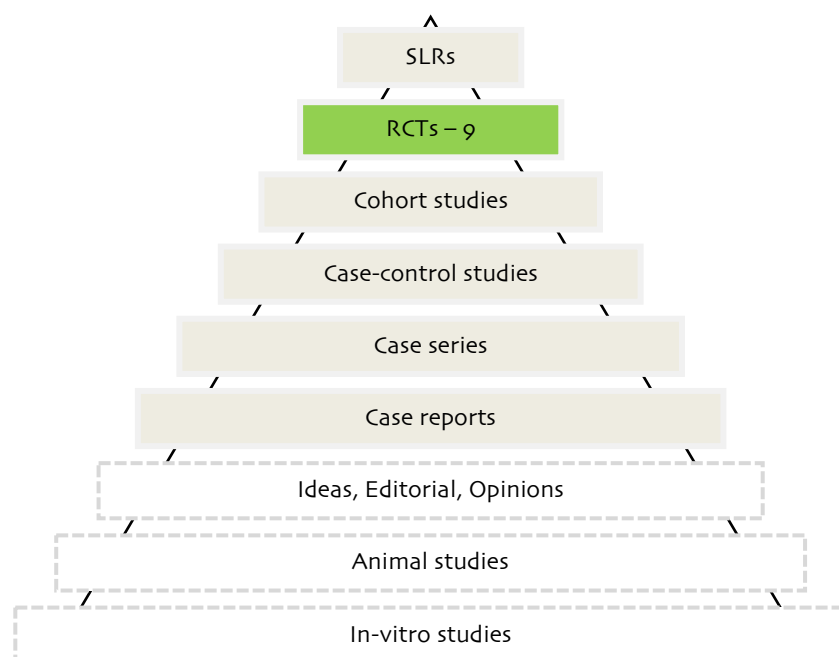 SLRs
RCTs – 9
Cohort studies
Case-control studies
Case series
Case reports
Ideas, Editorial, Opinions
Animal studies
In-vitro studies